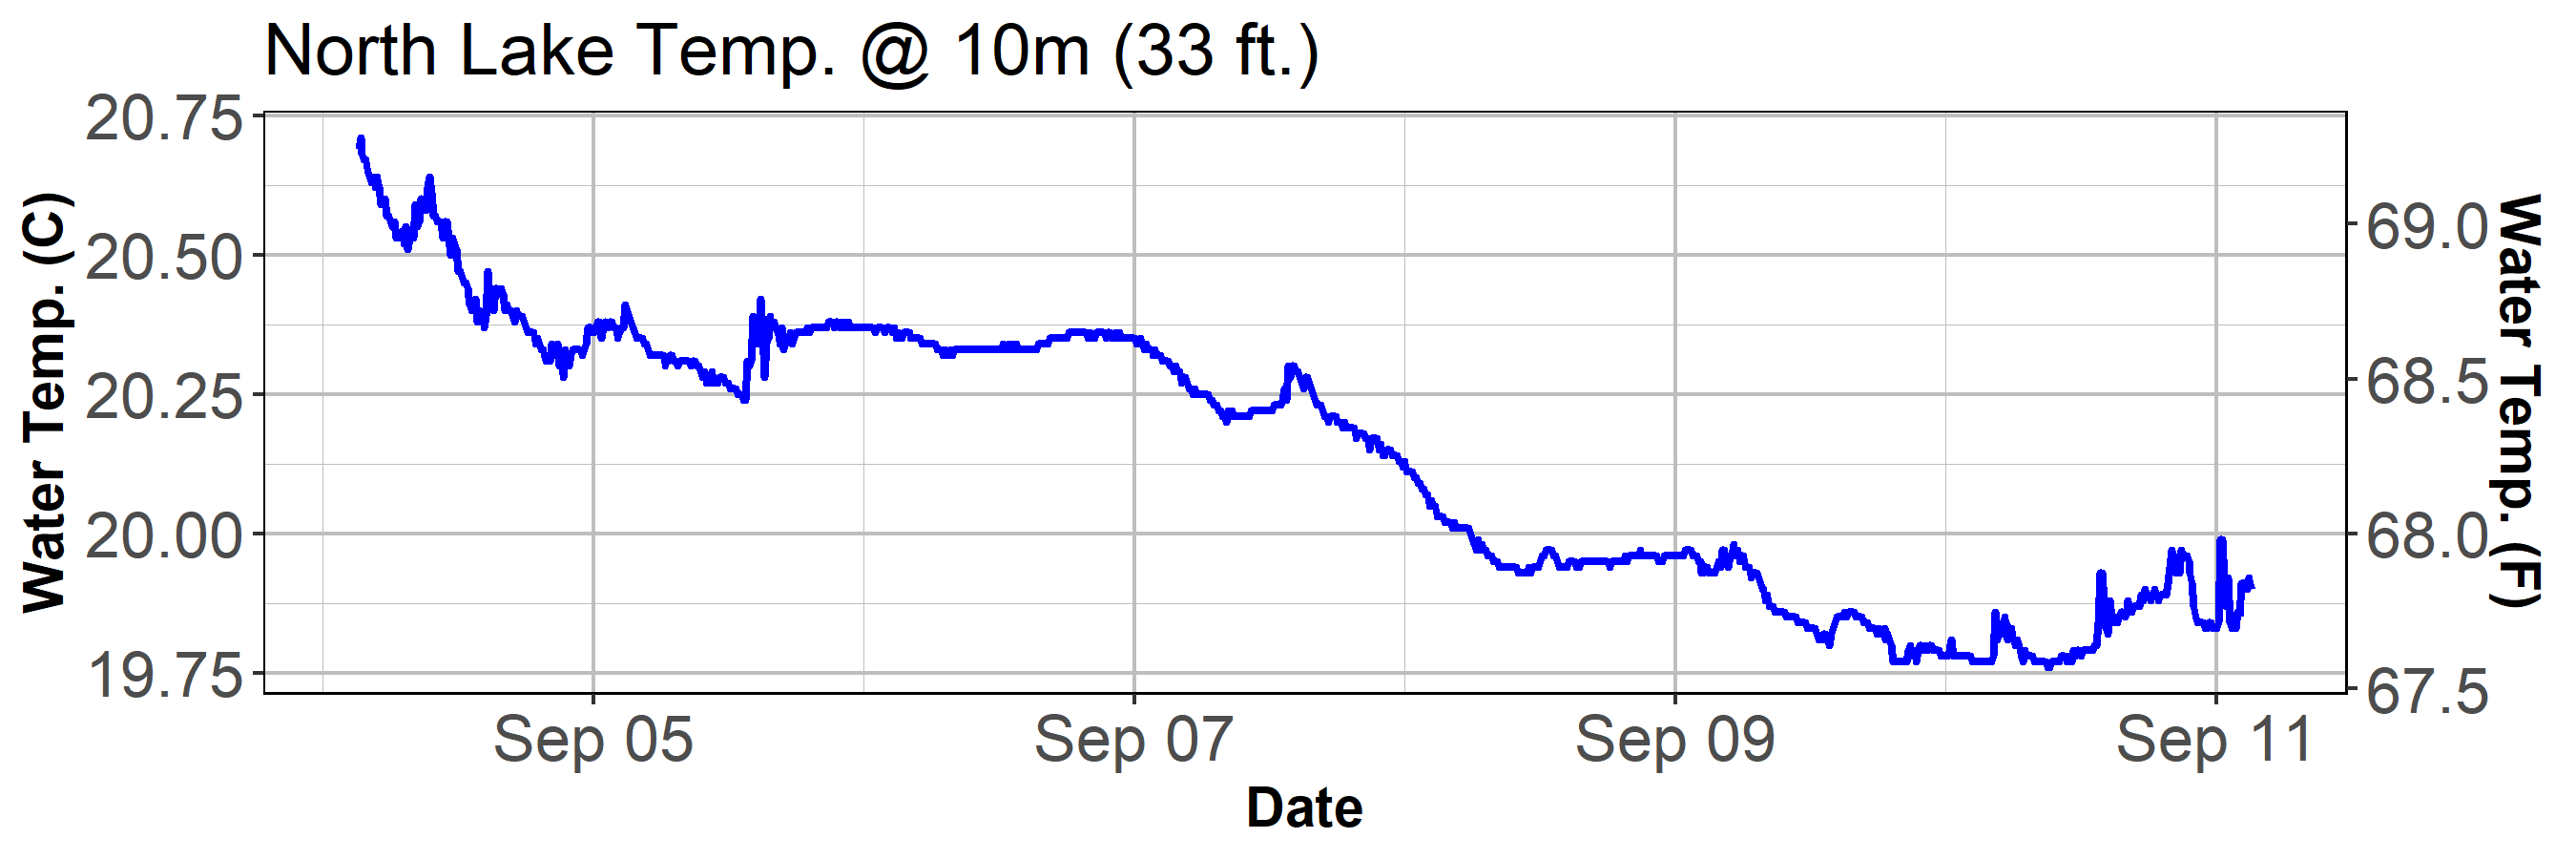 North Lake Temp. @ 10m (33 ft.)
Water Temp. (C)
20.75
20.50
20.25
20.00
19.75
69.0
68.5
68.0
67.5
Water Temp. (F)
Sep 05
Sep 07
Sep 09
Sep 11
Date